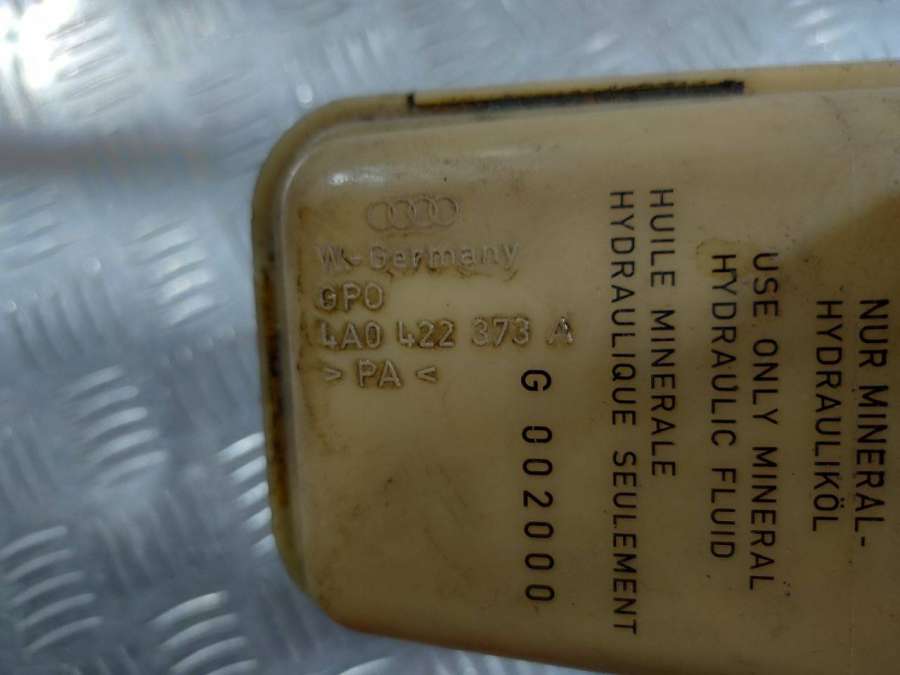 W.-Germany
GPO
4A0 422 373 A
> PA <
G 002000
HUILE MINERALE
HYDRAULIQUE SEULEMENT
USE ONLY MINERAL
HYDRAULIC FLUID
NUR MINERAL-
HYDRAULIKÖL